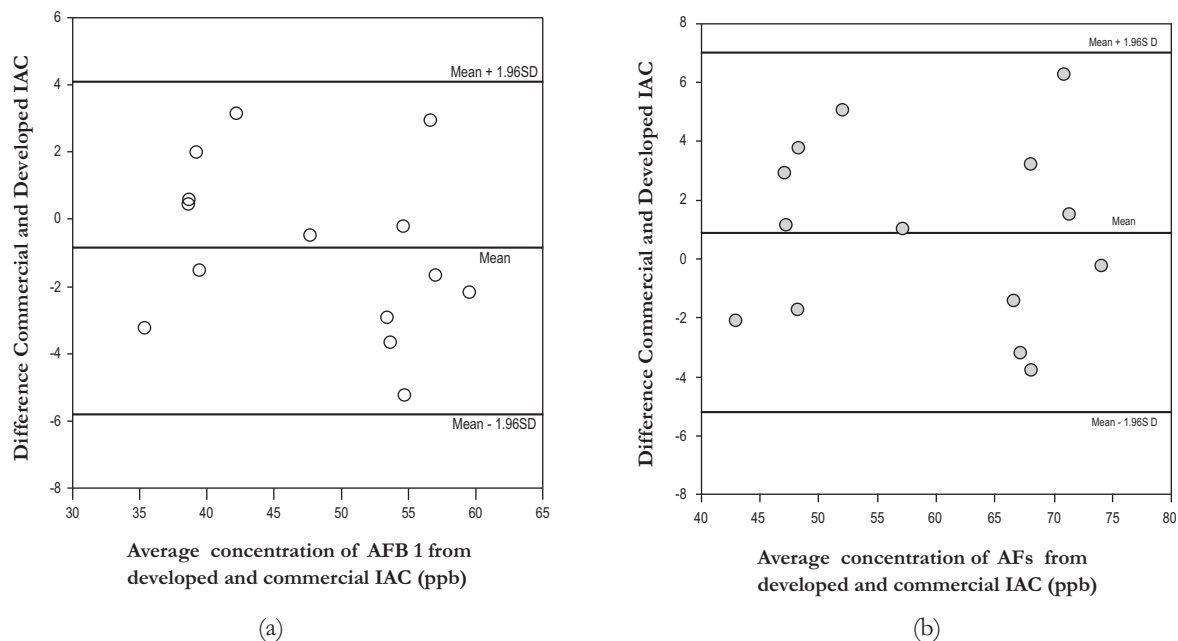 Difference Commercial and Developed IAC
6
4
2
0
-2
-4
-6
-8
Mean + 1.96SD
Mean
Mean - 1.96SD
30
35
40
45
50
55
60
65
Average concentration of AFB 1 from
developed and commercial IAC (ppb)
(a)
Difference Commercial and Developed IAC
8
6
4
2
0
-2
-4
-6
-8
Mean + 1.96S D
Mean
Mean - 1.96S D
40
45
50
55
60
65
70
75
80
Average concentration of AFs from
developed and commercial IAC (ppb)
(b)